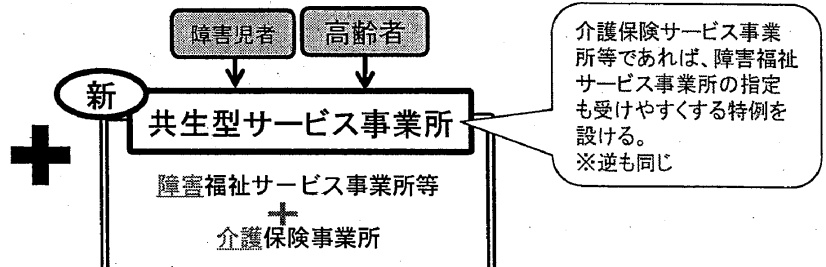 障害児者
高齢者
新
共生型サービス事業所
障害福祉サービス事業所等
+
介護保険事業所
介護保険サービス事業
所等であれば、障害福祉
サービス事業所の指定
も受けやすくする特例を
設ける。
※逆も同じ